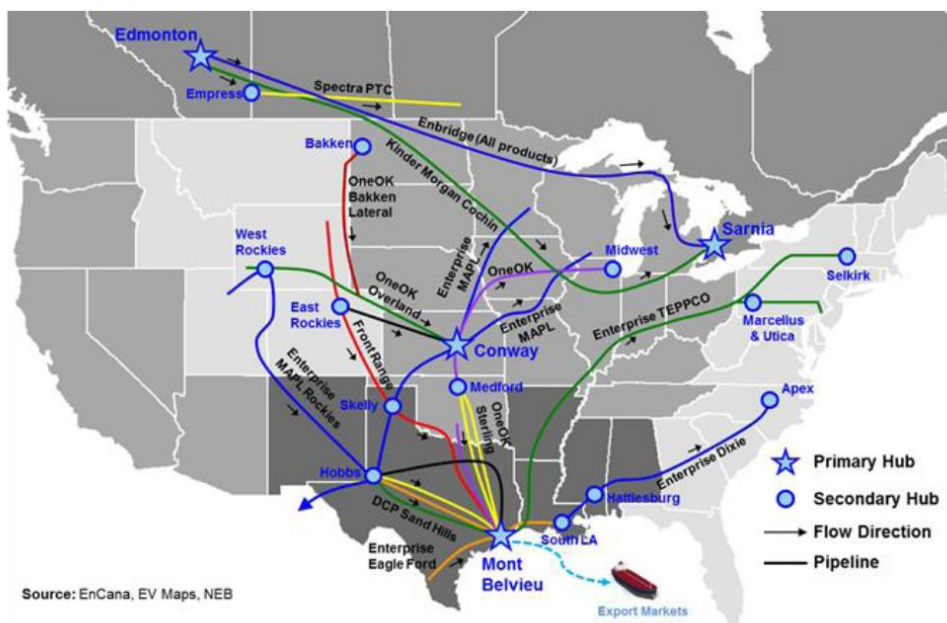 Edmonton
Empress
Spectra PTC
Bakken
Enbridge (All products)
Kinder Morgan Cochin
OneOK
Bakken
Lateral
West
Rockies
Sarnia
Midwest
Selkirk
Enterprise
MAPL
OneOK
OneOK
Overland
East
Rockies
Enterprise
MAPL
Enterprise TEPPCO
Marcellus
& Utica
Front Range
Conway
Enterprise
MAPL Rockies
Medford
Apex
Skelly
OneOK
Sterling
Enterprise Dixie
Hobbs
DCP Sand Hills
Hattiesburg
South LA
Enterprise
Eagle Ford
Mont
Belvieu
Export Markets
Primary Hub
Secondary Hub
Flow Direction
Pipeline
Source: EnCana, EV Maps, NEB